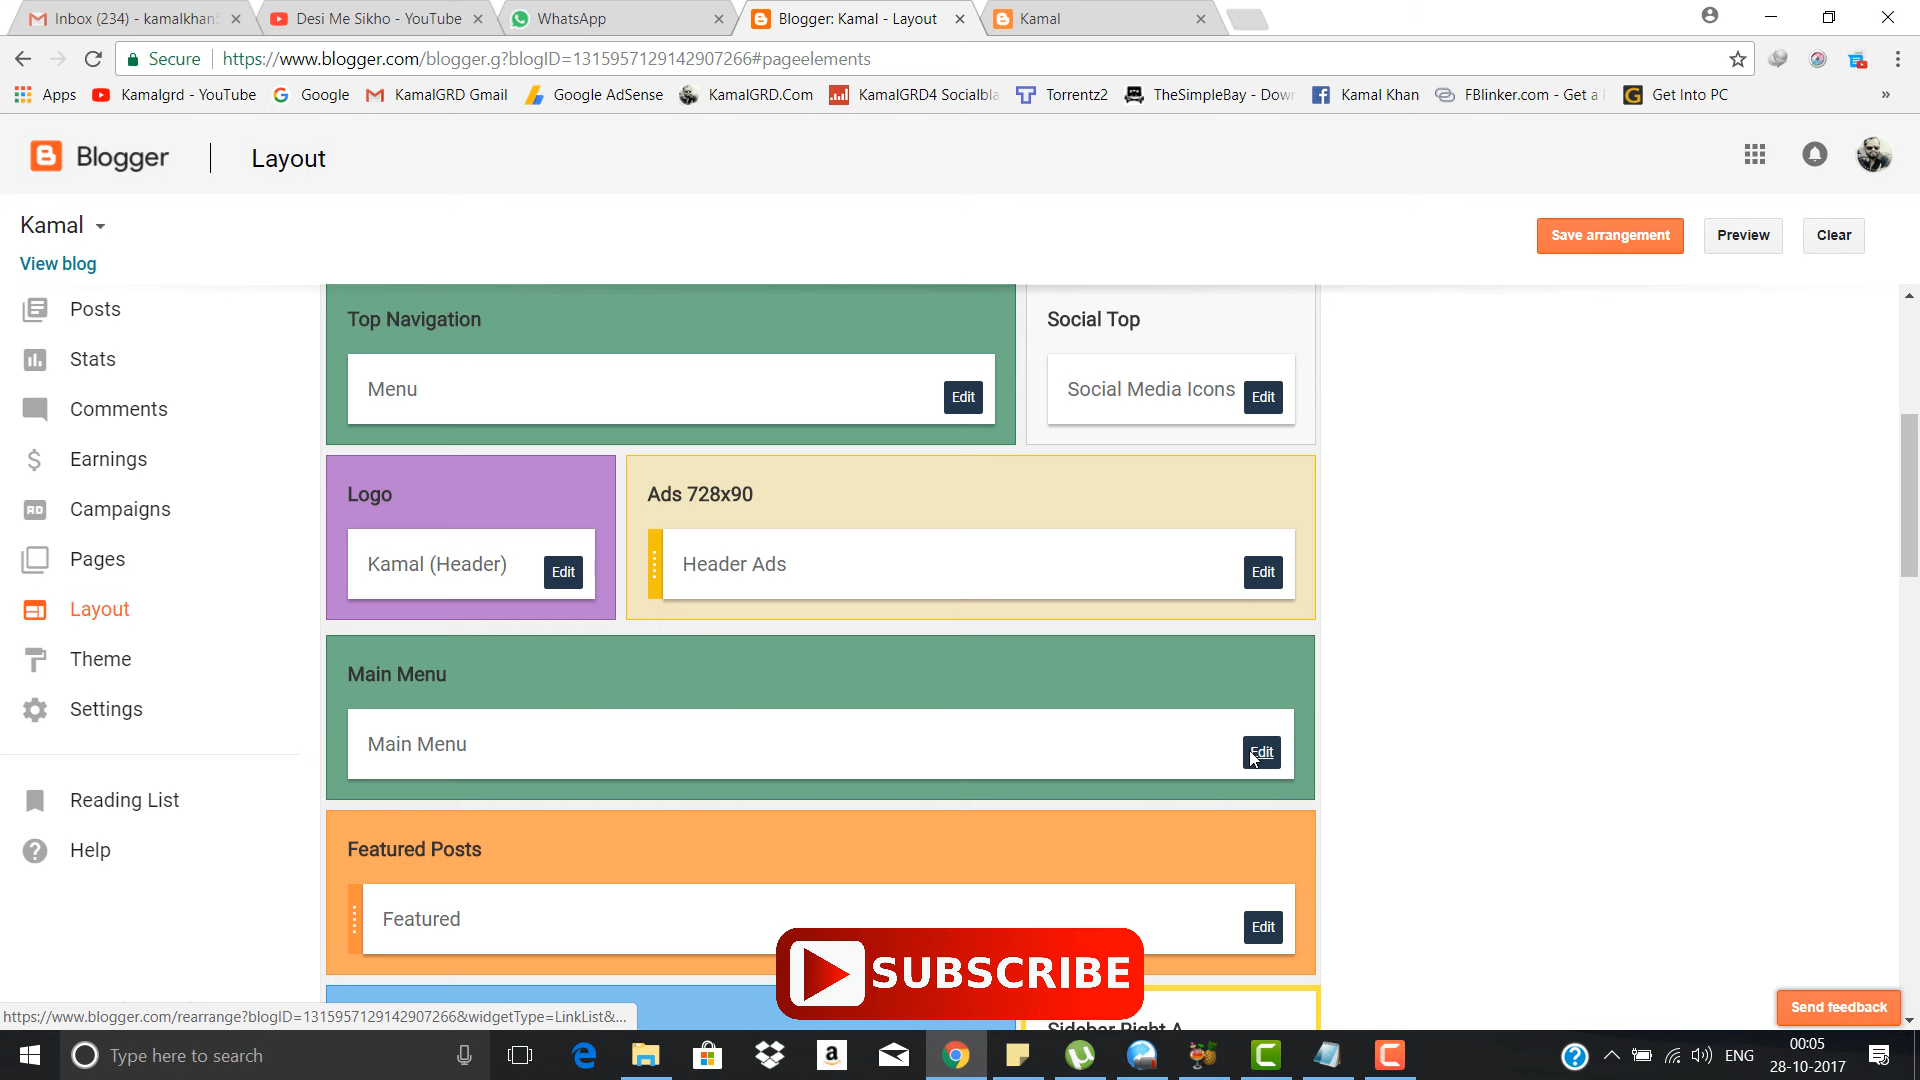 Inbox (234) - kamalkhan
Desi Me Sikho - YouTube
WhatsApp
Blogger: Kamal - Layout
Kamal
Secure
https://www.blogger.com/blogger.g?blogID=1315957129142907266#pageelements
Apps
Kamalgrd - YouTube
Google
KamalGRD Gmail
Google AdSense
KamalGRD.Com
KamalGRD4 Socialbla
Torrentz2
TheSimpleBay - Dow
Kamal Khan
FBlinker.com - Get a
Get Into PC
»
Blogger
Layout
Kamal
View blog
Save arrangement
Preview
Clear
Posts
Stats
Comments
Earnings
Campaigns
Pages
Layout
Theme
Settings
Reading List
Help
Top Navigation
Menu
Edit
Social Top
Social Media Icons
Edit
Logo
Kamal (Header)
Edit
Ads 728x90
Header Ads
Edit
Main Menu
Main Menu
Edit
Featured Posts
Featured
Edit
SUBSCRIBE
Sidebar Right A
Send feedback
https://www.blogger.com/rearrange?blogID=1315957129142907266&widgetType=LinkList&...
Type here to search
ENG
00:05
28-10-2017